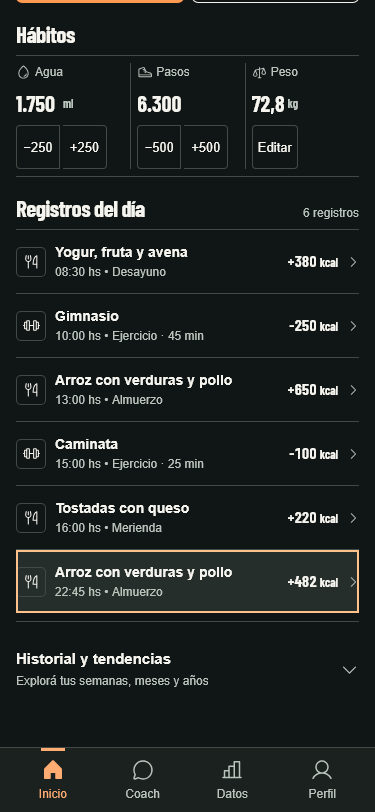 Hábitos
Agua
1.750 ml
−250 +250
Pasos
6.300
−500 +500
Peso
72,8 kg
Editar
Registros del día 6 registros
Yogur, fruta y avena
08:30 hs • Desayuno
+380 kcal
Gimnasio
10:00 hs • Ejercicio · 45 min
-250 kcal
Arroz con verduras y pollo
13:00 hs • Almuerzo
+650 kcal
Caminata
15:00 hs • Ejercicio · 25 min
-100 kcal
Tostadas con queso
16:00 hs • Merienda
+220 kcal
Arroz con verduras y pollo
22:45 hs • Almuerzo
+482 kcal
Historial y tendencias
Explorá tus semanas, meses y años
Inicio Coach Datos Perfil